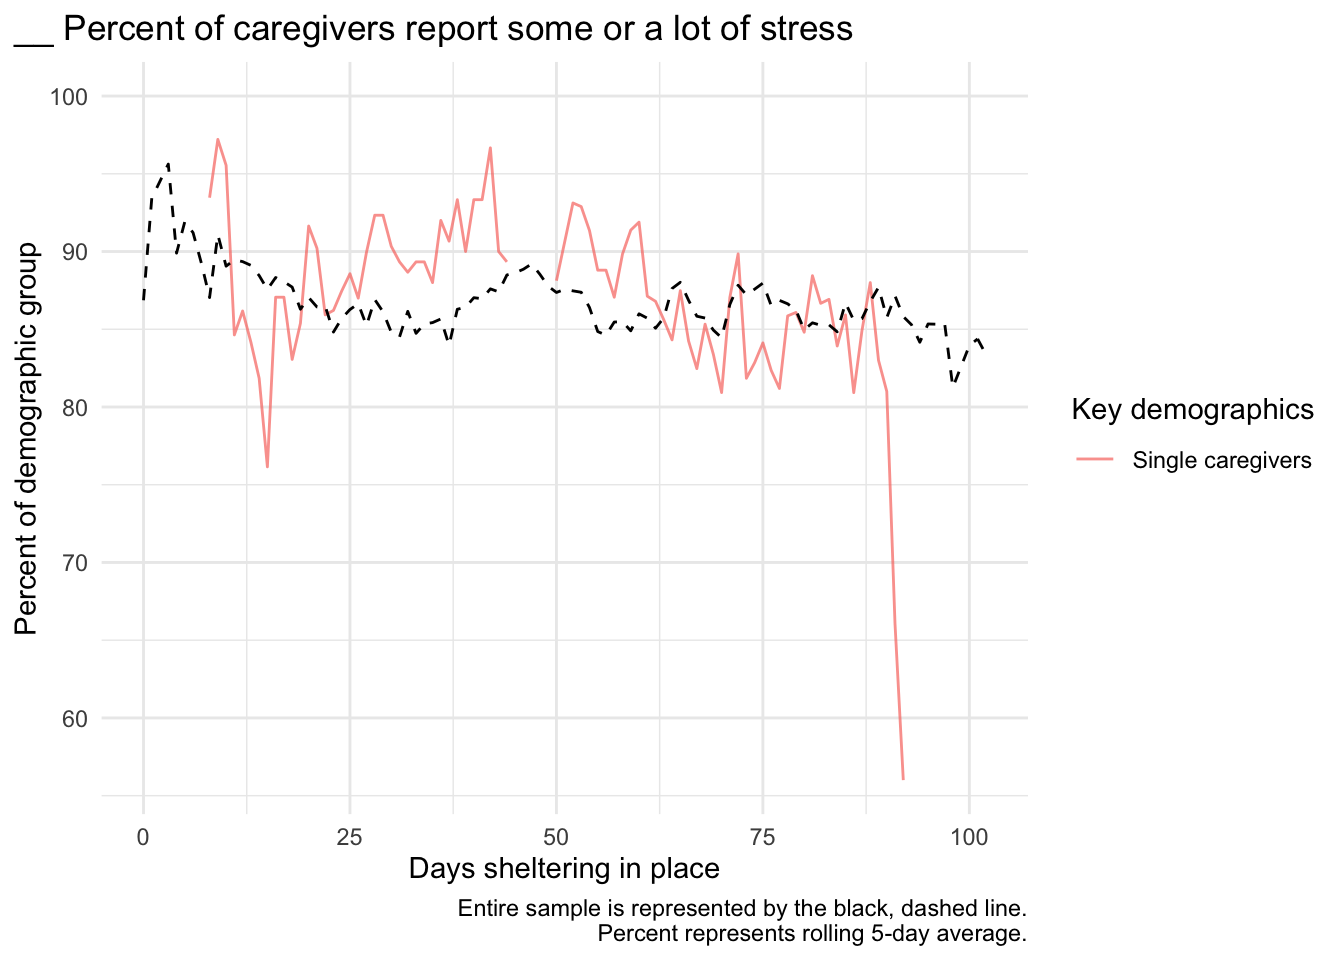 __ Percent of caregivers report some or a lot of stress
Percent of demographic group
100
90
80
70
60
0 25 50 75 100
Days sheltering in place
Key demographics
Single caregivers
Entire sample is represented by the black, dashed line.
Percent represents rolling 5-day average.